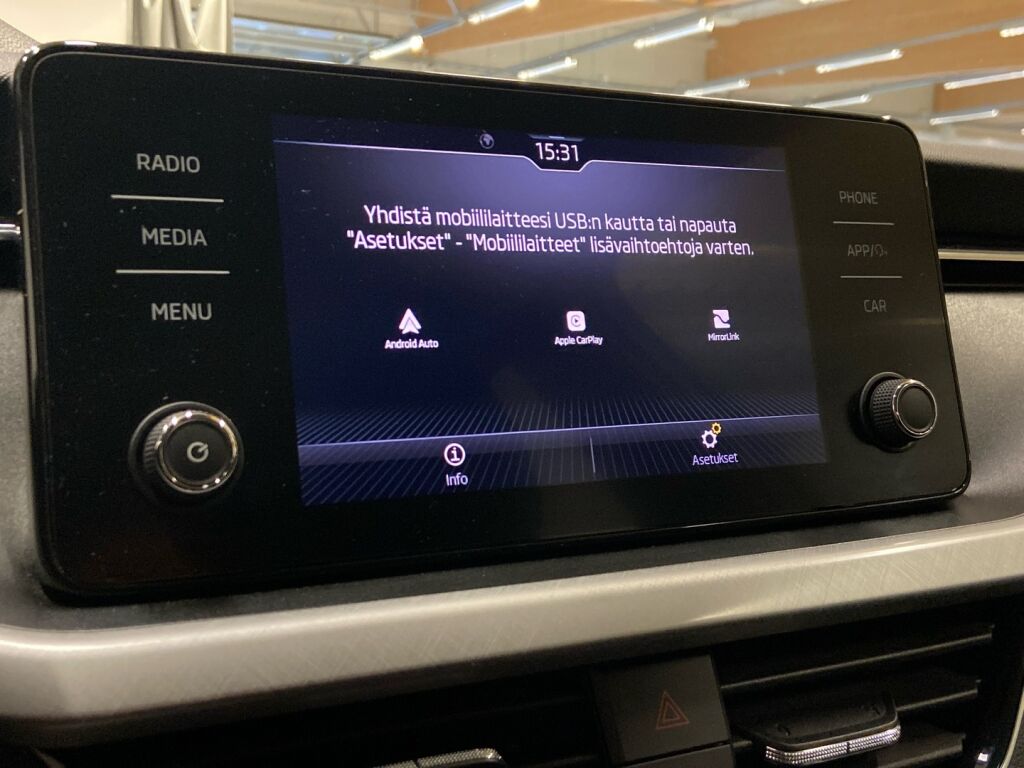 15:31
RADIO
MEDIA
MENU
Yhdistä mobiililaitteesi USB:n kautta tai napauta
"Asetukset" - "Mobiililaitteet" lisävaihtoehtoja varten.
Android Auto
Apple CarPlay
MirrorLink
Info
Asetukset
PHONE
APP/
CAR